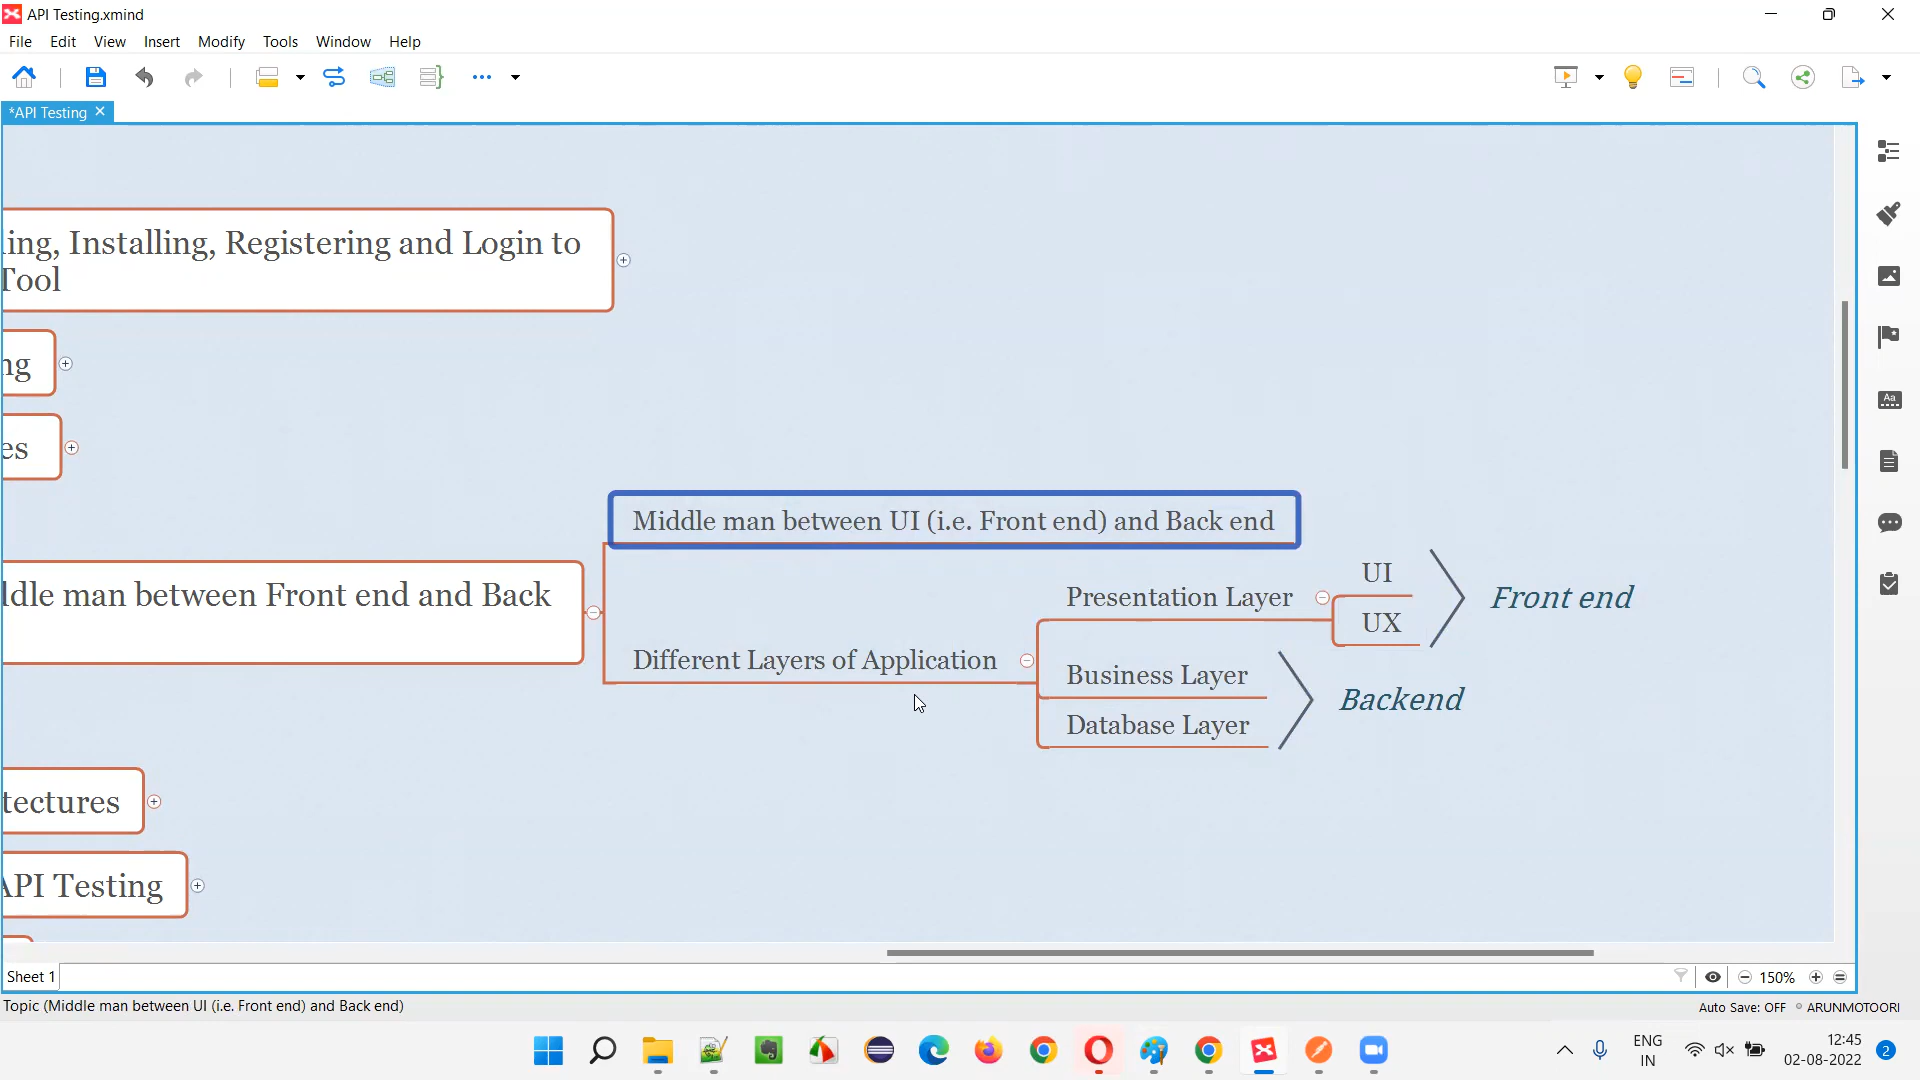 API Testing.xmind
File Edit View Insert Modify Tools Window Help
*API Testing
ing, Installing, Registering and Login to
Tool
ng
es
Middle man between UI (i.e. Front end) and Back end
ddle man between Front end and Back
Different Layers of Application
Presentation Layer
UI
UX
Front end
Business Layer
Database Layer
Backend
tectures
API Testing
Sheet 1
150%
Topic (Middle man between UI (i.e. Front end) and Back end)
Auto Save: OFF
ARUNMOTOORI
ENG
IN
12:45
02-08-2022
2
Aa